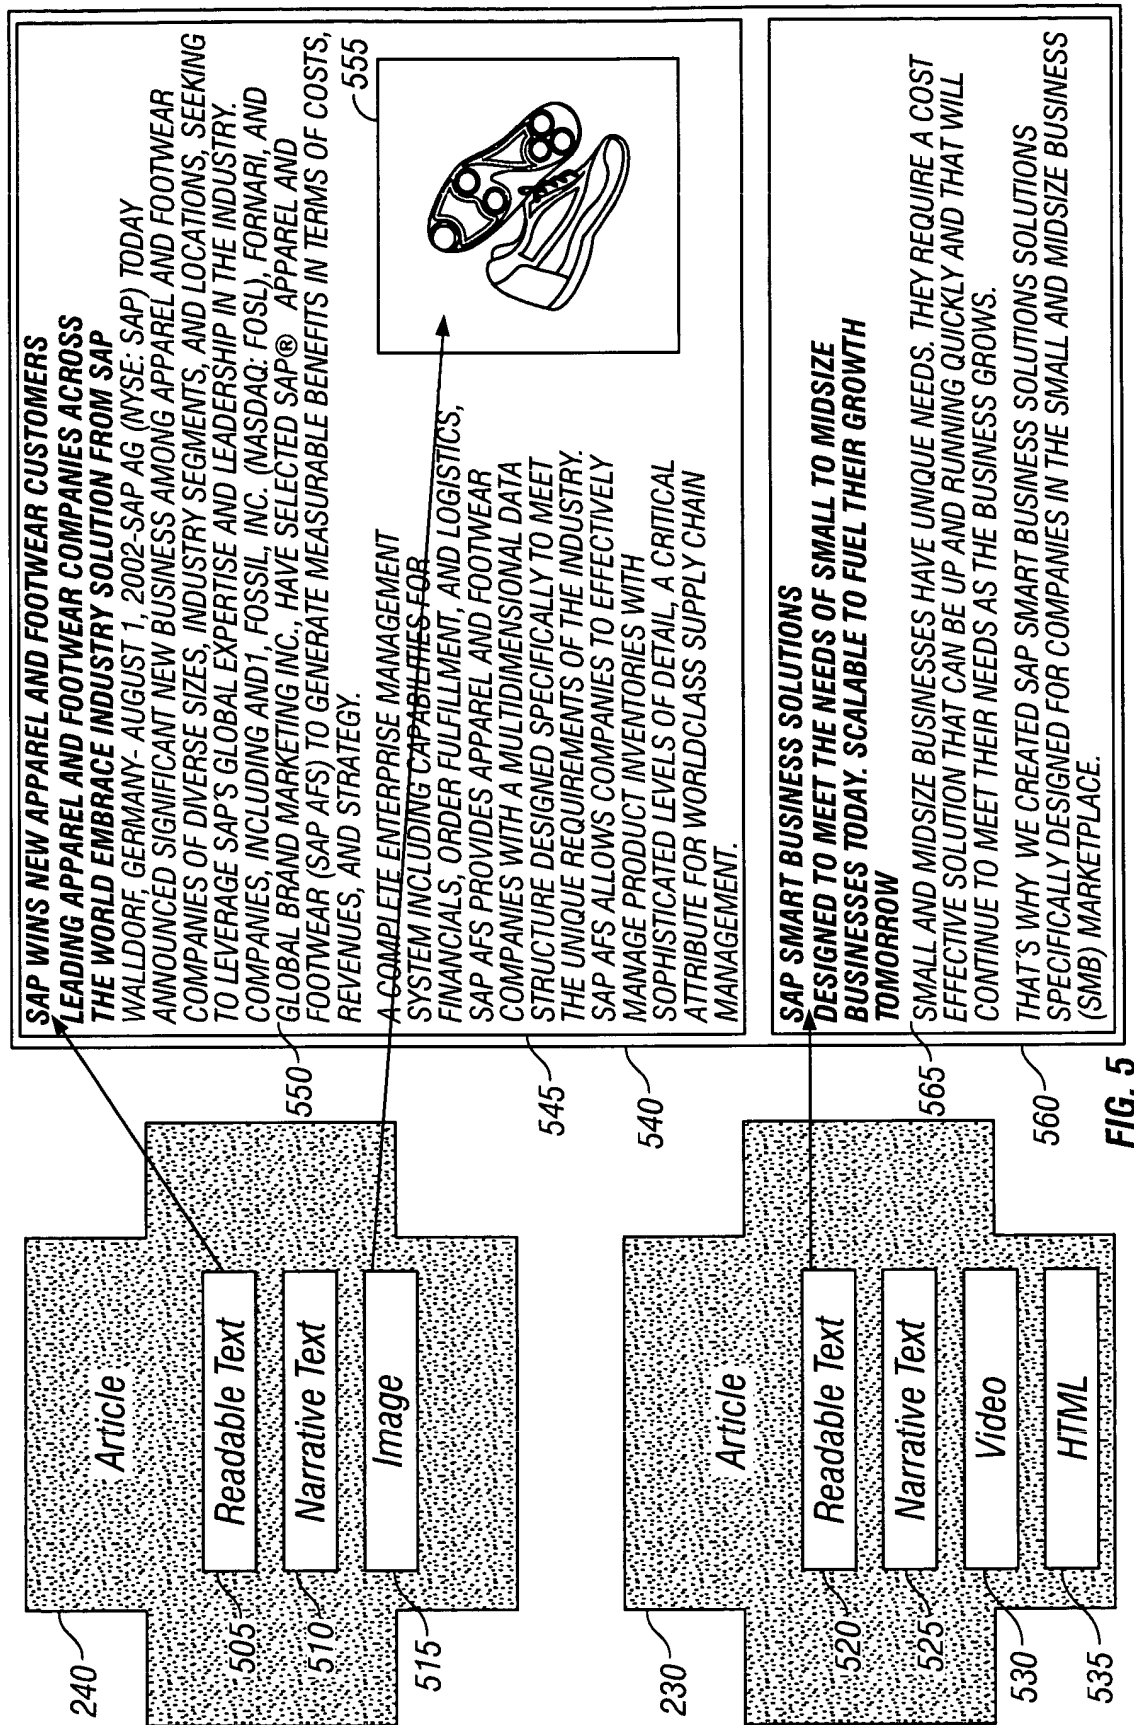 240
Article
505
Readable Text
510
Narrative Text
515
Image
230
Article
520
Readable Text
525
Narrative Text
530
Video
535
HTML
SAP WINS NEW APPAREL AND FOOTWEAR CUSTOMERS
LEADING APPAREL AND FOOTWEAR COMPANIES ACROSS
THE WORLD EMBRACE INDUSTRY SOLUTION FROM SAP
WALLDORF, GERMANY- AUGUST 1, 2002-SAP AG (NYSE: SAP) TODAY
ANNOUNCED SIGNIFICANT NEW BUSINESS AMONG APPAREL AND FOOTWEAR
COMPANIES OF DIVERSE SIZES, INDUSTRY SEGMENTS, AND LOCATIONS, SEEKING
TO LEVERAGE SAP'S GLOBAL EXPERTISE AND LEADERSHIP IN THE INDUSTRY.
COMPANIES, INCLUDING AND1, FOSSIL, INC. (NASDAQ: FOSL), FORNARI, AND
GLOBAL BRAND MARKETING INC., HAVE SELECTED SAP® APPAREL AND
FOOTWEAR (SAP AFS) TO GENERATE MEASURABLE BENEFITS IN TERMS OF COSTS,
REVENUES, AND STRATEGY.
A COMPLETE ENTERPRISE MANAGEMENT
SYSTEM INCLUDING CAPABILITIES FOR
FINANCIALS, ORDER FULFILLMENT, AND LOGISTICS,
SAP AFS PROVIDES APPAREL AND FOOTWEAR
COMPANIES WITH A MULTIDIMENSIONAL DATA
STRUCTURE DESIGNED SPECIFICALLY TO MEET
THE UNIQUE REQUIREMENTS OF THE INDUSTRY.
SAP AFS ALLOWS COMPANIES TO EFFECTIVELY
MANAGE PRODUCT INVENTORIES WITH
SOPHISTICATED LEVELS OF DETAIL, A CRITICAL
ATTRIBUTE FOR WORLDCLASS SUPPLY CHAIN
MANAGEMENT.
555
550
545
540
SAP SMART BUSINESS SOLUTIONS
DESIGNED TO MEET THE NEEDS OF SMALL TO MIDSIZE
BUSINESSES TODAY. SCALABLE TO FUEL THEIR GROWTH
TOMORROW
SMALL AND MIDSIZE BUSINESSES HAVE UNIQUE NEEDS. THEY REQUIRE A COST
EFFECTIVE SOLUTION THAT CAN BE UP AND RUNNING QUICKLY AND THAT WILL
CONTINUE TO MEET THEIR NEEDS AS THE BUSINESS GROWS.
THAT'S WHY WE CREATED SAP SMART BUSINESS SOLUTIONS SOLUTIONS
SPECIFICALLY DESIGNED FOR COMPANIES IN THE SMALL AND MIDSIZE BUSINESS
(SMB) MARKETPLACE.
565
560
FIG. 5